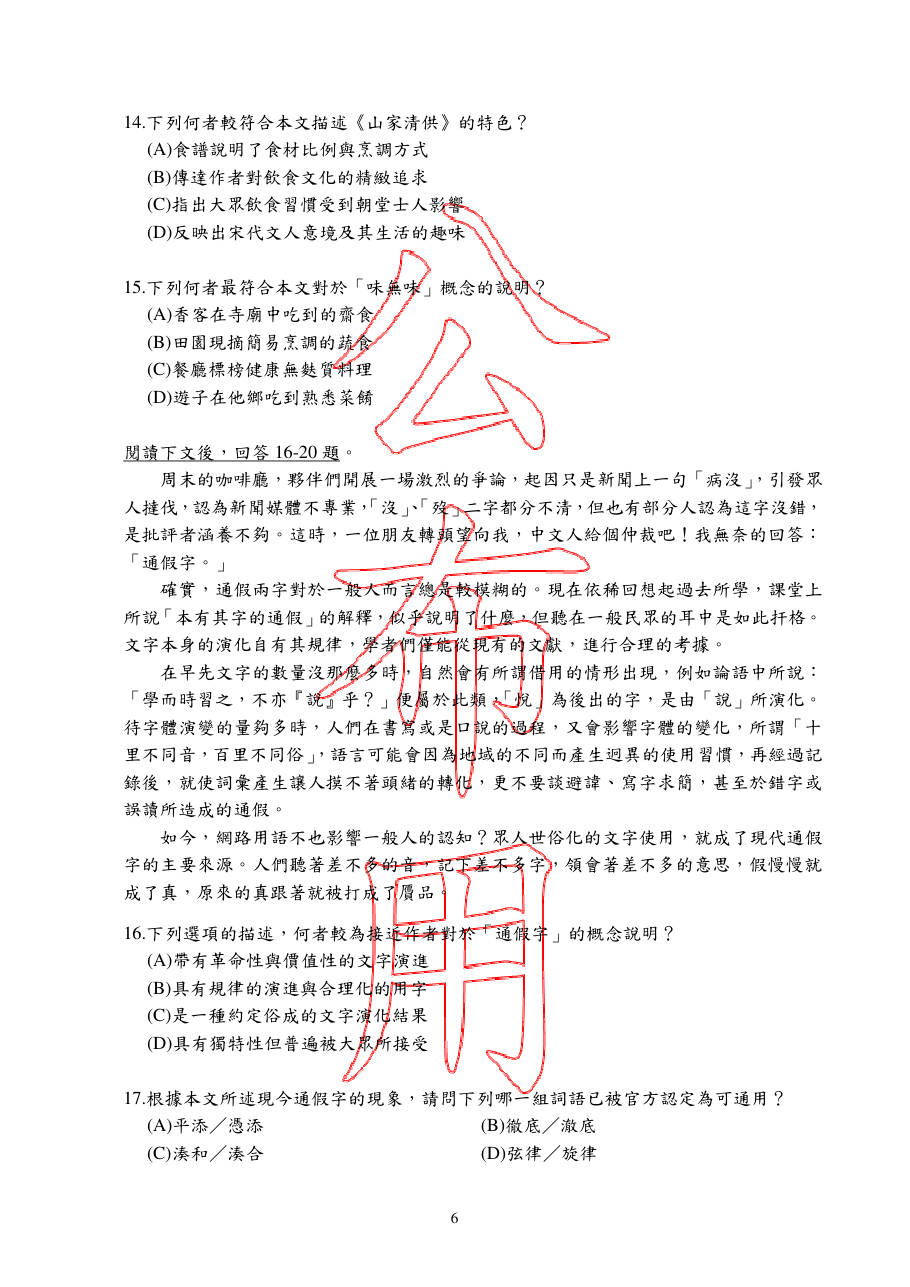 14.下列何者較符合本文描述《山家清供》的特色？
(A)食譜說明了食材比例與烹調方式
(B)傳達作者對飲食文化的精緻追求
(C)指出大眾飲食習慣受到朝堂士人影響
(D)反映出宋代文人意境及其生活的趣味
15.下列何者最符合本文對於「味無味」概念的說明？
(A)香客在寺廟中吃到的齋食
(B)田園現摘簡易烹調的蔬食
(C)餐廳標榜健康無麩質料理
(D)遊子在他鄉吃到熟悉菜餚
閱讀下文後，回答 16-20 題。
周末的咖啡廳，夥伴們開展一場激烈的爭論，起因只是新聞上一句「病沒」，引發眾
人撻伐，認為新聞媒體不專業，「沒」、「歿」二字都分不清，但也有部分人認為這字沒錯，
是批評者涵養不夠。這時，一位朋友轉頭望向我，中文人給個仲裁吧！我無奈的回答：
「通假字。」
確實，通假兩字對於一般人而言總是較模糊的。現在依稀回想起過去所學，課堂上
所說「本有其字的通假」的解釋，似乎說明了什麼，但聽在一般民眾的耳中是如此扞格。
文字本身的演化自有其規律，學者們僅能從現有的文獻，進行合理的考據。
在早先文字的數量沒那麼多時，自然會有所謂借用的情形出現，例如論語中所說：
「學而時習之，不亦『說』乎？」便屬於此類，「悅」為後出的字，是由「說」所演化。
待字體演變的量夠多時，人們在書寫或是口說的過程，又會影響字體的變化，所謂「十
里不同音，百里不同俗」，語言可能會因為地域的不同而產生迥異的使用習慣，再經過記
錄後，就使詞彙產生讓人摸不著頭緒的轉化，更不要談避諱、寫字求簡，甚至於錯字或
誤讀所造成的通假。
如今，網路用語不也影響一般人的認知？眾人世俗化的文字使用，就成了現代通假
字的主要來源。人們聽著差不多的音，記下差不多字，領會著差不多的意思，假慢慢就
成了真，原來的真跟著就被打成了贗品。
16.下列選項的描述，何者較為接近作者對於「通假字」的概念說明？
(A)帶有革命性與價值性的文字演進
(B)具有規律的演進與合理化的用字
(C)是一種約定俗成的文字演化結果
(D)具有獨特性但普遍被大眾所接受
17.根據本文所述現今通假字的現象，請問下列哪一組詞語已被官方認定為可通用？
(A)平添／憑添 (B)徹底／澈底
(C)湊和／湊合 (D)弦律／旋律
6
公布用